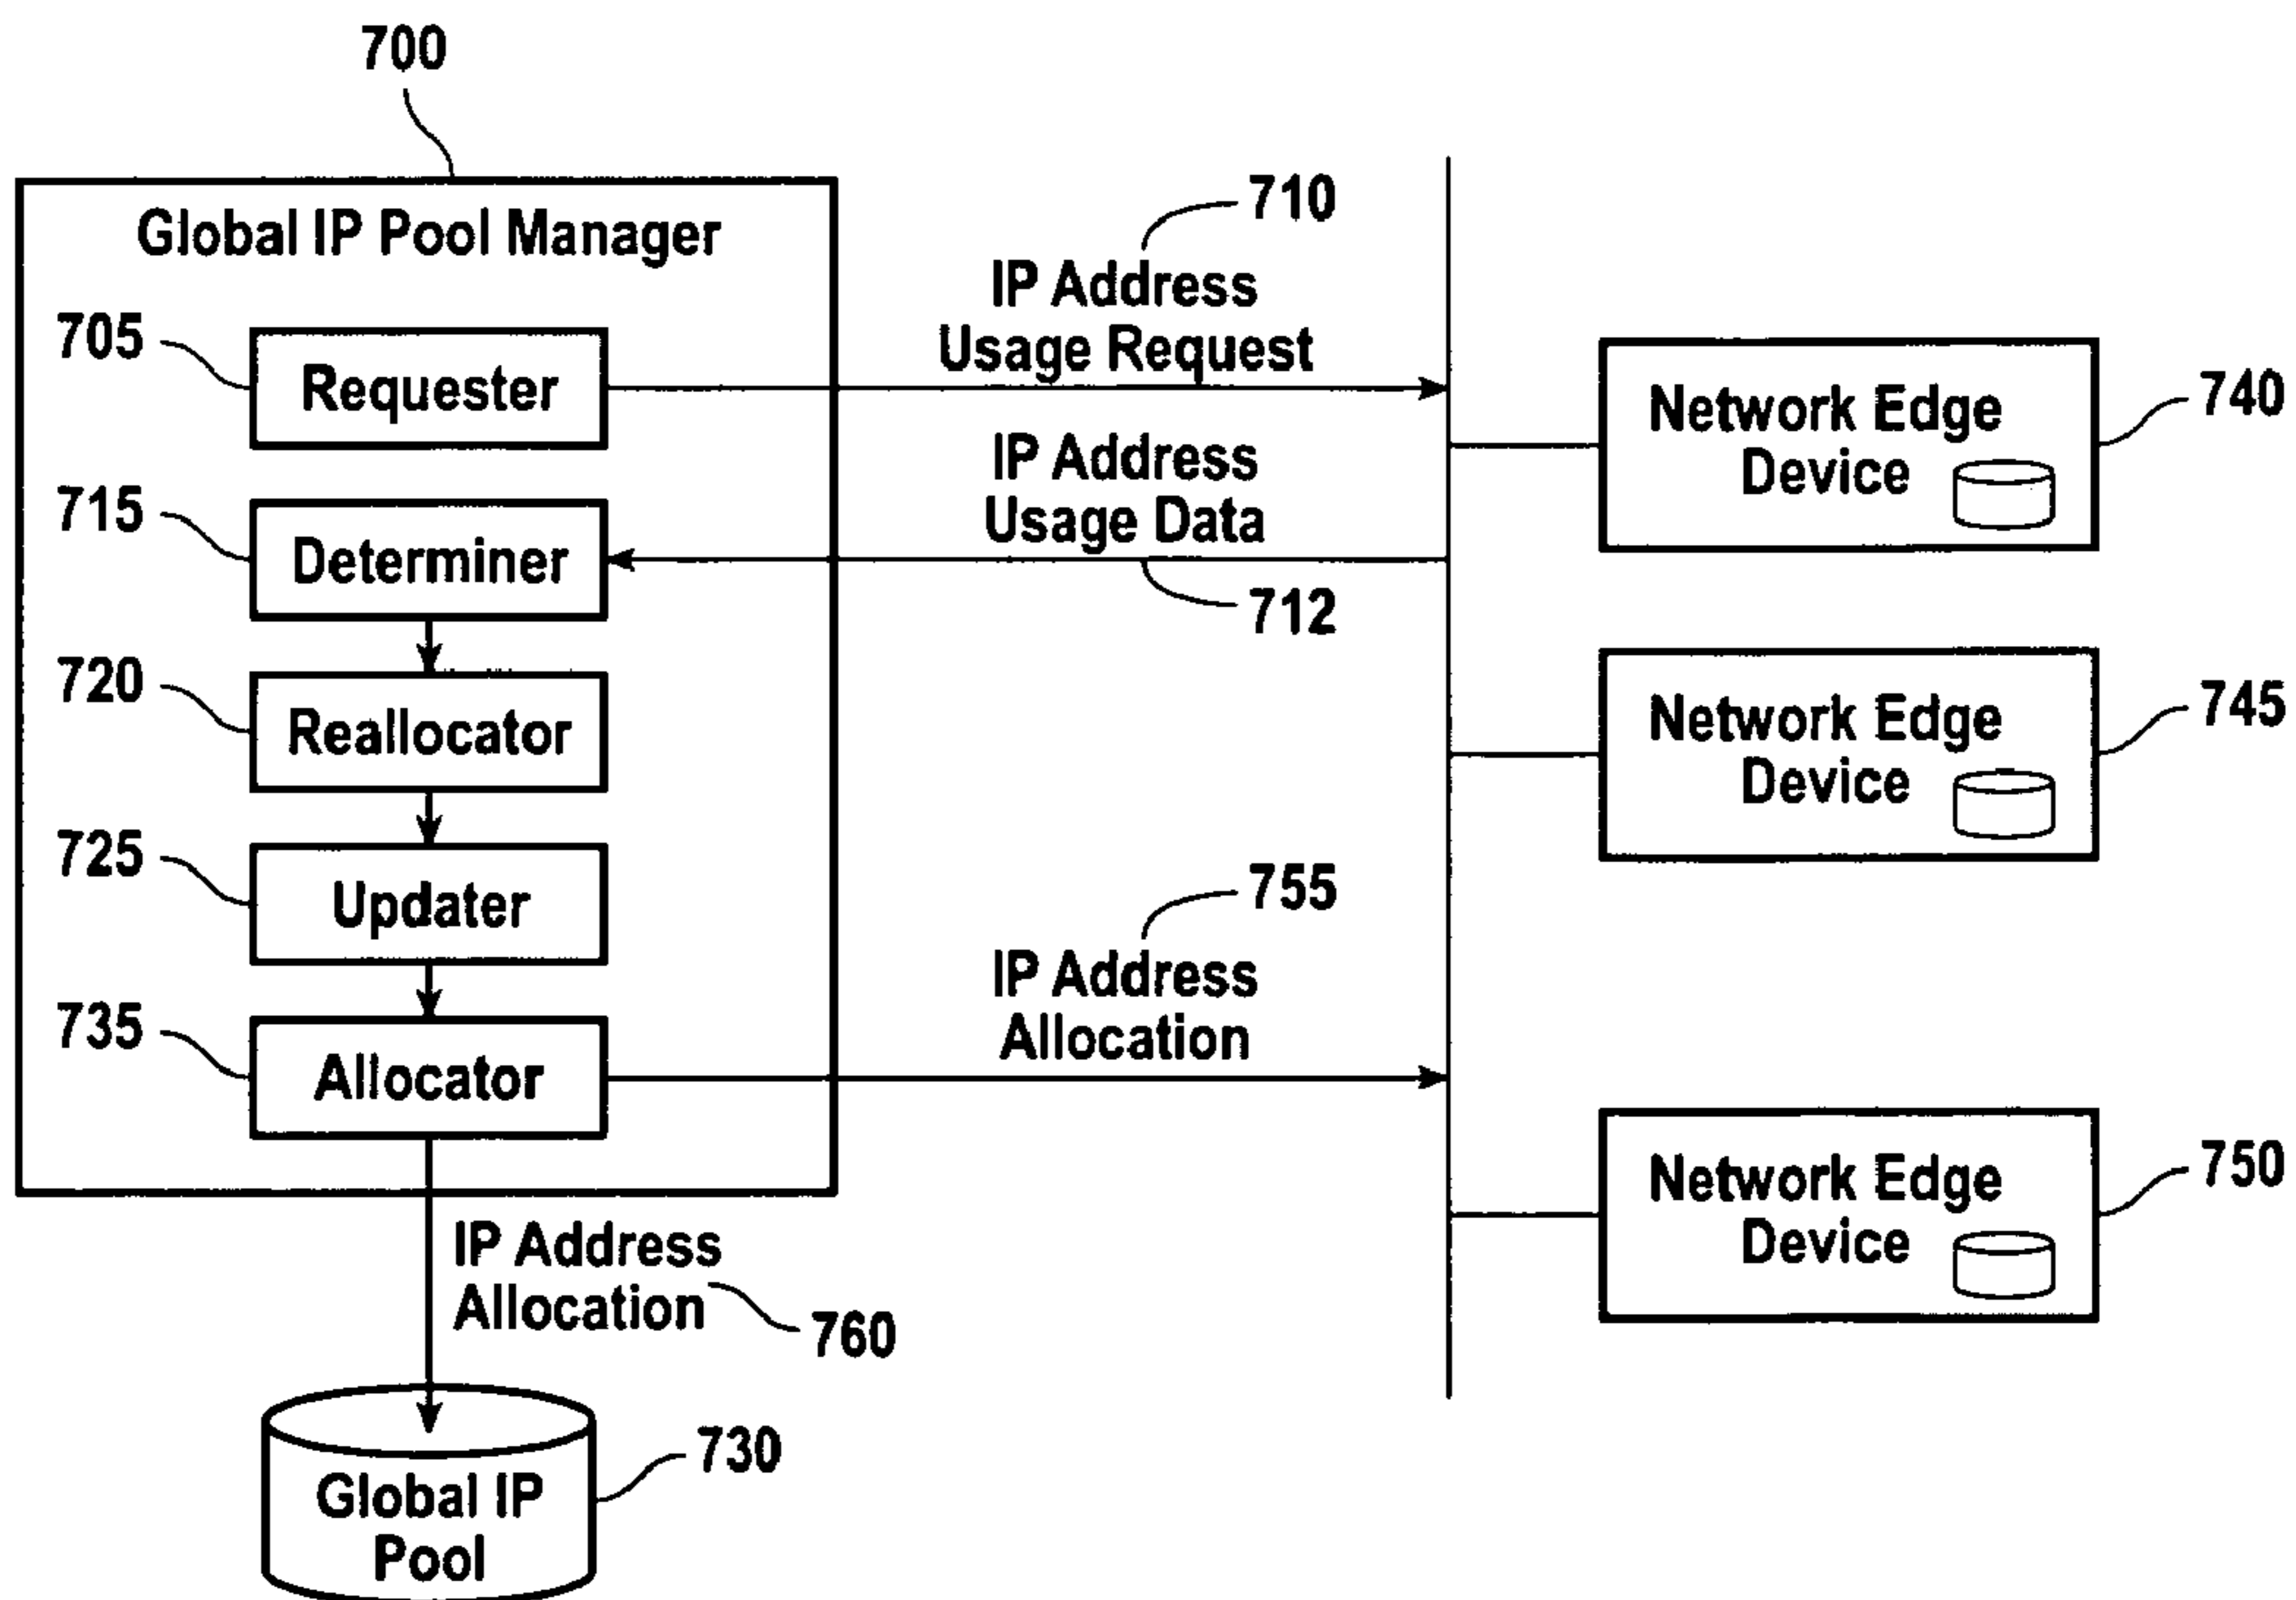 700
Global IP Pool Manager
710
IP Address
Usage Request
705
Requester
Network Edge
Device
740
IP Address
Usage Data
715
Determiner
712
720
Reallocator
Network Edge
Device
745
725
Updater
755
IP Address
Allocation
735
Allocator
Network Edge
Device
750
IP Address
Allocation
760
730
Global IP
Pool